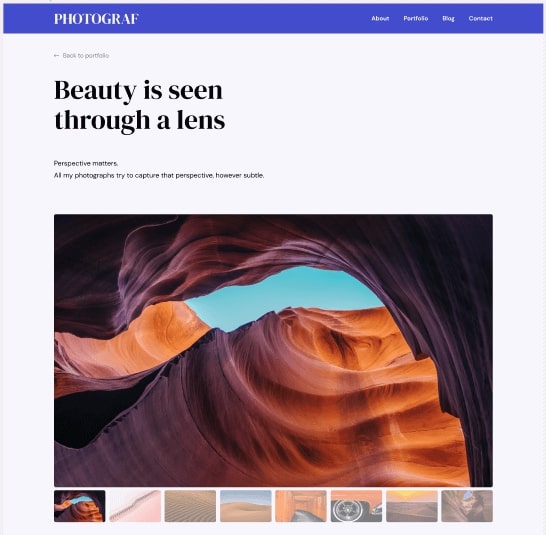 PHOTOGRAF
About Portfolio Blog Contact
← Back to portfolio
Beauty is seen
through a lens
Perspective matters.
All my photographs try to capture that perspective, however subtle.